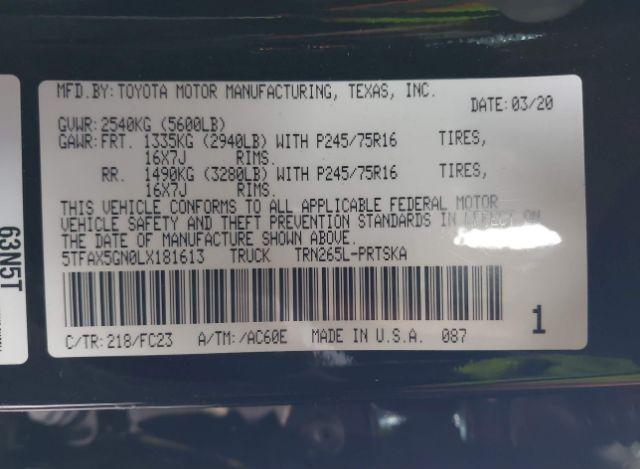 MFD.BY:TOYOTA MOTOR MANUFACTURING, TEXAS, INC.
DATE:03/20
GVWR:2540KG (5600LB)
GAWR:FRT. 1335KG (2940LB) WITH P245/75R16 TIRES,
16X7J RIMS.
RR. 1490KG (3280LB) WITH P245/75R16 TIRES,
16X7J RIMS.
THIS VEHICLE CONFORMS TO ALL APPLICABLE FEDERAL MOTOR
VEHICLE SAFETY AND THEFT PREVENTION STANDARDS IN EFFECT ON
THE DATE OF MANUFACTURE SHOWN ABOVE.
5TFAX5GN0LX181613 TRUCK TRN265L-PRTSKA
C/TR:218/FC23 A/TM:/AC60E MADE IN U.S.A. 087
1
63N5T